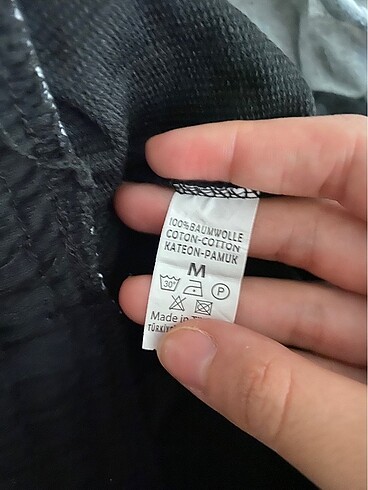 100%BAUMWOLLE
COTON-COTTON
KATEON-PAMUK
M
30° P
Made in